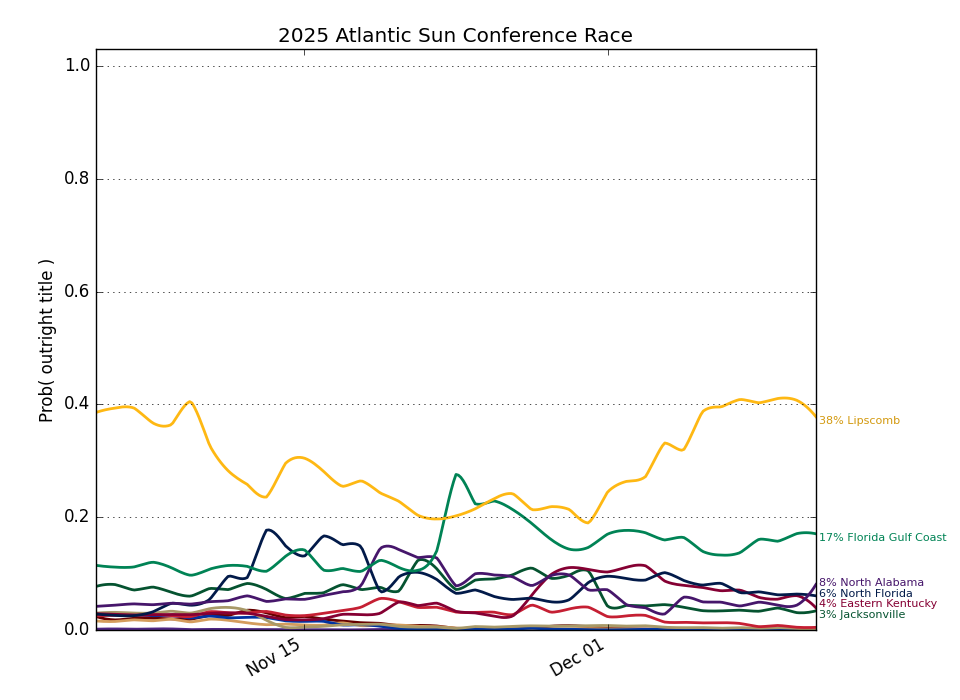 2025 Atlantic Sun Conference Race
Prob( outright title )
1.0
0.8
0.6
0.4
0.2
0.0
Nov 15
Dec 01
38% Lipscomb
17% Florida Gulf Coast
8% North Alabama
6% North Florida
4% Eastern Kentucky
3% Jacksonville